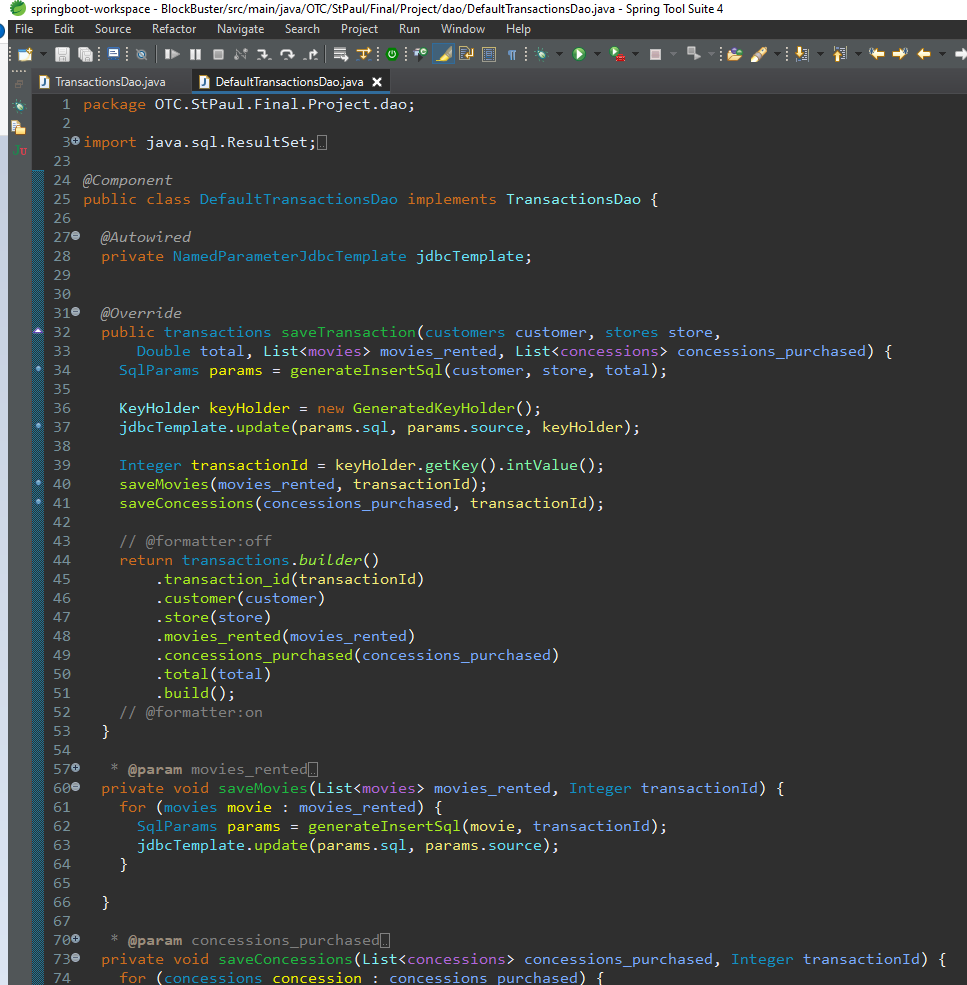 springboot-workspace - BlockBuster/src/main/java/OTC/StPaul/Final/Project/dao/DefaultTransactionsDao.java - Spring Tool Suite 4
File Edit Source Refactor Navigate Search Project Run Window Help
TransactionsDao.java DefaultTransactionsDao.java
1 package OTC.StPaul.Final.Project.dao;
2
3 import java.sql.ResultSet;
23
24 @Component
25 public class DefaultTransactionsDao implements TransactionsDao {
26
27 @Autowired
28 private NamedParameterJdbcTemplate jdbcTemplate;
29
30
31 @Override
32 public transactions saveTransaction(customers customer, stores store,
33 Double total, List<movies> movies_rented, List<concessions> concessions_purchased) {
34 SqlParams params = generateInsertSql(customer, store, total);
35
36 KeyHolder keyHolder = new GeneratedKeyHolder();
37 jdbcTemplate.update(params.sql, params.source, keyHolder);
38
39 Integer transactionId = keyHolder.getKey().intValue();
40 saveMovies(movies_rented, transactionId);
41 saveConcessions(concessions_purchased, transactionId);
42
43 // @formatter:off
44 return transactions.builder()
45 .transaction_id(transactionId)
46 .customer(customer)
47 .store(store)
48 .movies_rented(movies_rented)
49 .concessions_purchased(concessions_purchased)
50 .total(total)
51 .build();
52 // @formatter:on
53 }
54
57 * @param movies_rented
60 private void saveMovies(List<movies> movies_rented, Integer transactionId) {
61 for (movies movie : movies_rented) {
62 SqlParams params = generateInsertSql(movie, transactionId);
63 jdbcTemplate.update(params.sql, params.source);
64 }
65
66 }
67
70 * @param concessions_purchased
73 private void saveConcessions(List<concessions> concessions_purchased, Integer transactionId) {
74 for (concessions concession : concessions_purchased) {